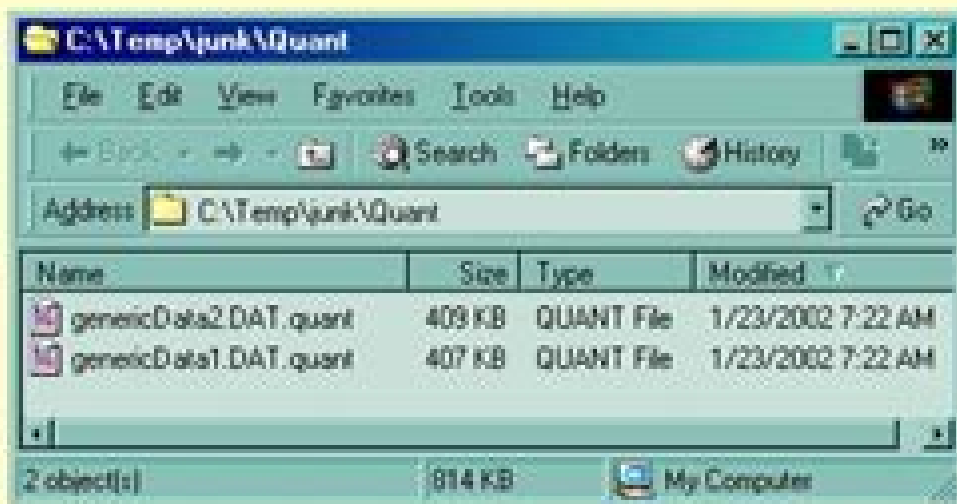 C:\Temp\junk\Quant
File Edit View Favorites Tools Help
Back Search Folders History »
Address C:\Temp\junk\Quant Go
Name Size Type Modified
genericData2.DAT.quant 409 KB QUANT File 1/23/2002 7:22 AM
genericData1.DAT.quant 407 KB QUANT File 1/23/2002 7:22 AM
2 object(s) 814 KB My Computer